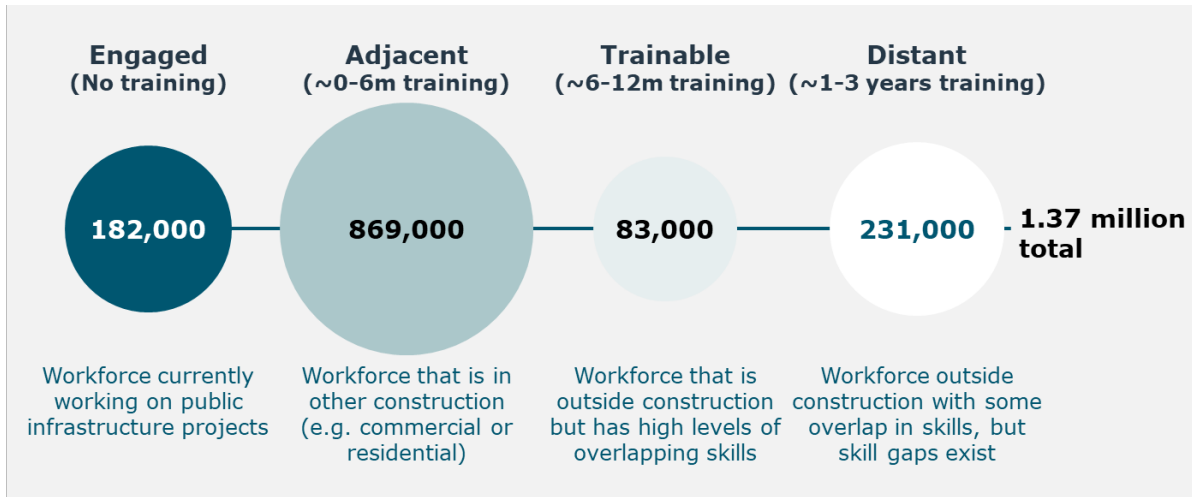 Engaged
(No training)
Adjacent
(~0-6m training)
Trainable
(~6-12m training)
Distant
(~1-3 years training)
182,000
869,000
83,000
231,000
1.37 million
total
Workforce currently
working on public
infrastructure projects
Workforce that is in
other construction
(e.g. commercial or
residential)
Workforce that is
outside construction
but has high levels of
overlapping skills
Workforce outside
construction with some
overlap in skills, but
skill gaps exist